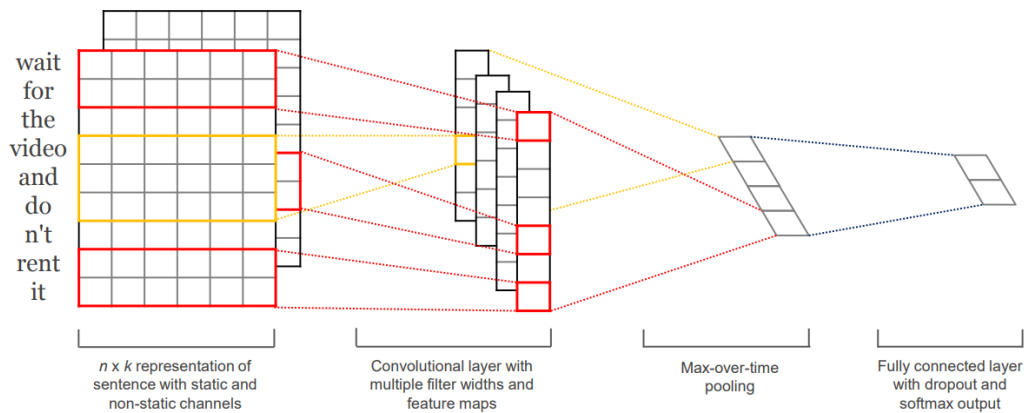 wait
for
the
video
and
do
n't
rent
it
n x k representation of
sentence with static and
non-static channels
Convolutional layer with
multiple filter widths and
feature maps
Max-over-time
pooling
Fully connected layer
with dropout and
softmax output